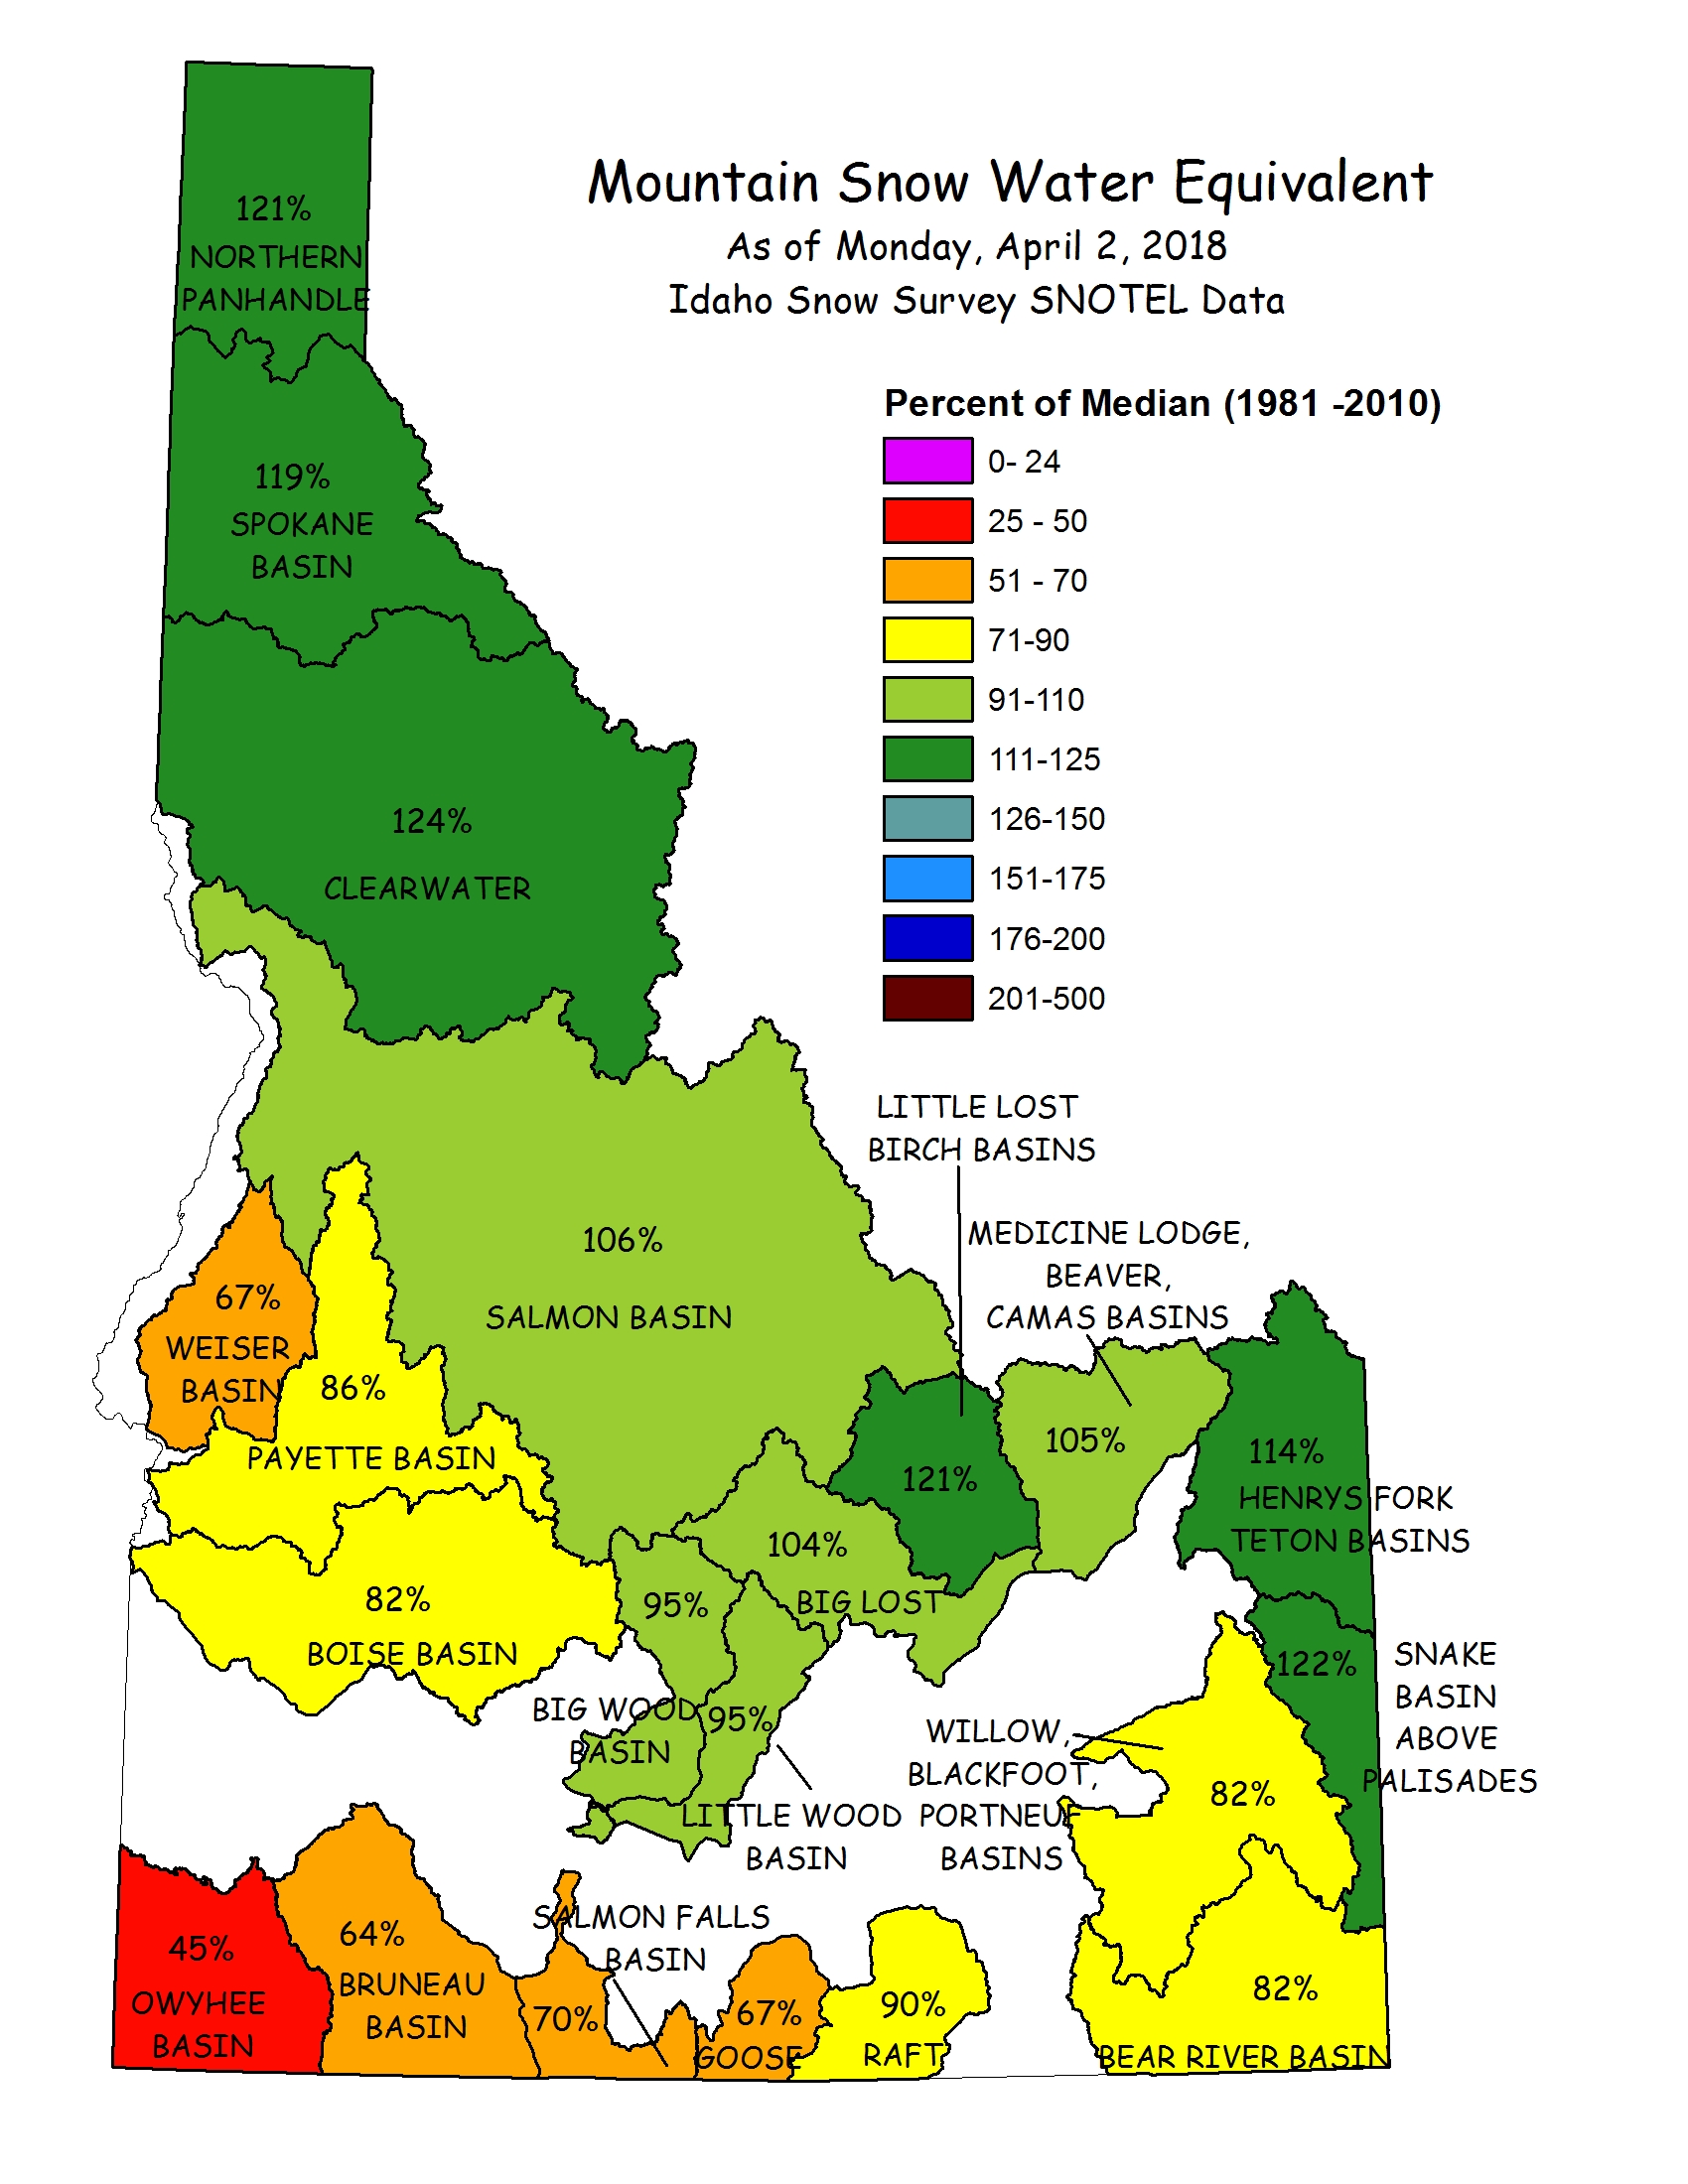 Mountain Snow Water Equivalent
As of Monday, April 2, 2018
Idaho Snow Survey SNOTEL Data
Percent of Median (1981 -2010)
0- 24
25 - 50
51 - 70
71-90
91-110
111-125
126-150
151-175
176-200
201-500
121%
NORTHERN
PANHANDLE
119%
SPOKANE
BASIN
124%
CLEARWATER
106%
SALMON BASIN
LITTLE LOST
BIRCH BASINS
121%
MEDICINE LODGE,
BEAVER,
CAMAS BASINS
105%
67%
WEISER
BASIN
86%
PAYETTE BASIN
82%
BOISE BASIN
104%
BIG LOST
114%
HENRYS FORK
TETON BASINS
95%
BIG WOOD
BASIN
95%
LITTLE WOOD
BASIN
122%
SNAKE
BASIN
ABOVE
PALISADES
WILLOW,
BLACKFOOT,
PORTNEUF
BASINS
82%
45%
OWYHEE
BASIN
64%
BRUNEAU
BASIN
SALMON FALLS
BASIN
70%
67%
GOOSE
90%
RAFT
82%
BEAR RIVER BASIN